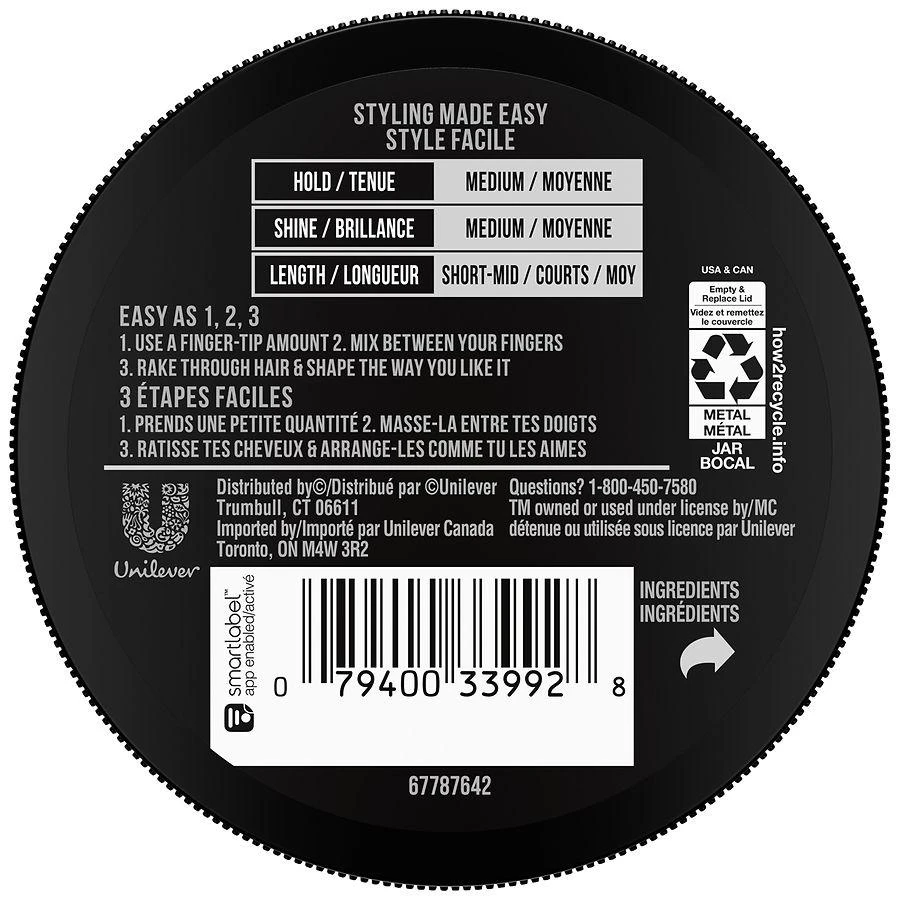 STYLING MADE EASY
STYLE FACILE
HOLD / TENUE MEDIUM / MOYENNE
SHINE / BRILLANCE MEDIUM / MOYENNE
LENGTH / LONGUEUR SHORT-MID / COURTS / MOY
EASY AS 1, 2, 3
1. USE A FINGER-TIP AMOUNT 2. MIX BETWEEN YOUR FINGERS
3. RAKE THROUGH HAIR & SHAPE THE WAY YOU LIKE IT
3 ÉTAPES FACILES
1. PRENDS UNE PETITE QUANTITÉ 2. MASSE-LA ENTRE TES DOIGTS
3. RATISSE TES CHEVEUX & ARRANGE-LES COMME TU LES AIMES
USA & CAN
Empty &
Replace Lid
Videz et remettez
le couvercle
METAL
MÉTAL
JAR
BOCAL
how2recycle.info
Unilever
Distributed by©/Distribué par ©Unilever
Trumbull, CT 06611
Imported by/Importé par Unilever Canada
Toronto, ON M4W 3R2
Questions? 1-800-450-7580
TM owned or used under license by/MC
détenue ou utilisée sous licence par Unilever
smartlabel™
app enabled/activé
0 79400 33992 8
INGREDIENTS
INGRÉDIENTS
67787642